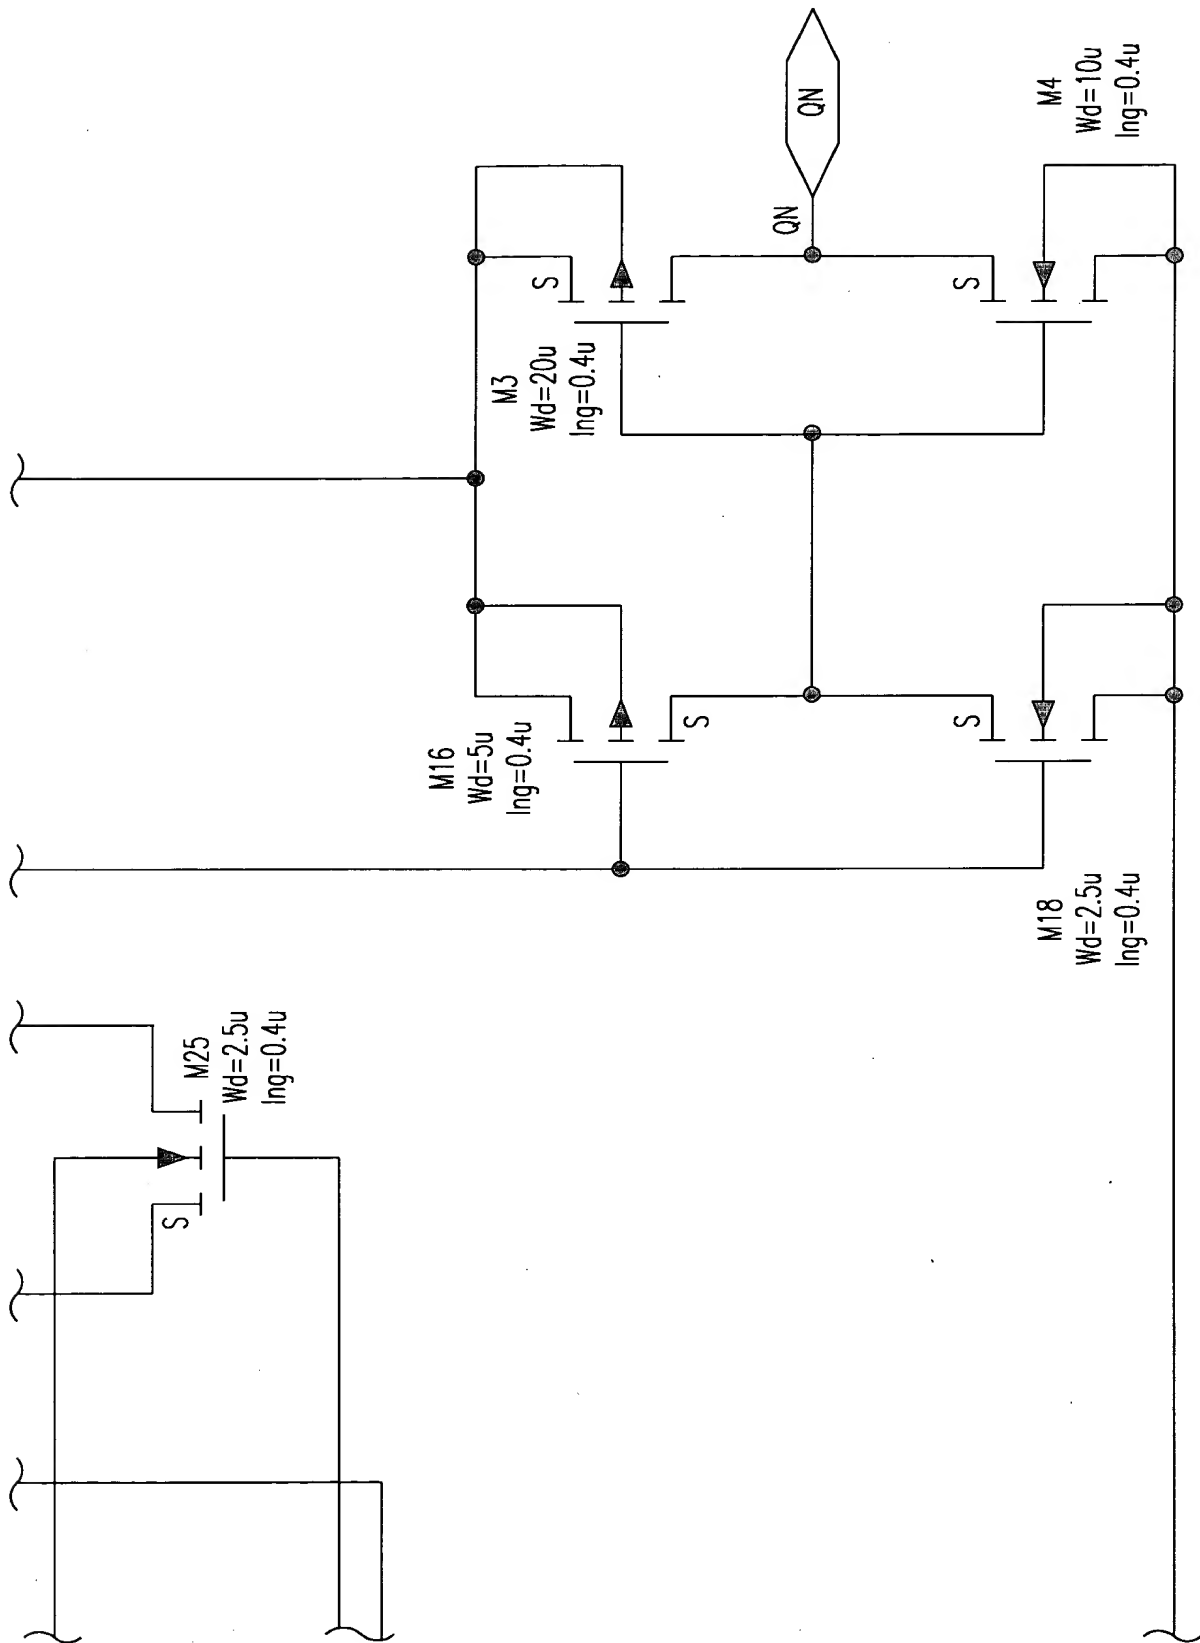 M25
Wd=2.5u
lng=0.4u
S
M16
Wd=5u
lng=0.4u
S
M3
Wd=20u
lng=0.4u
S
QN
QN
M18
Wd=2.5u
lng=0.4u
S
M4
Wd=10u
lng=0.4u
S